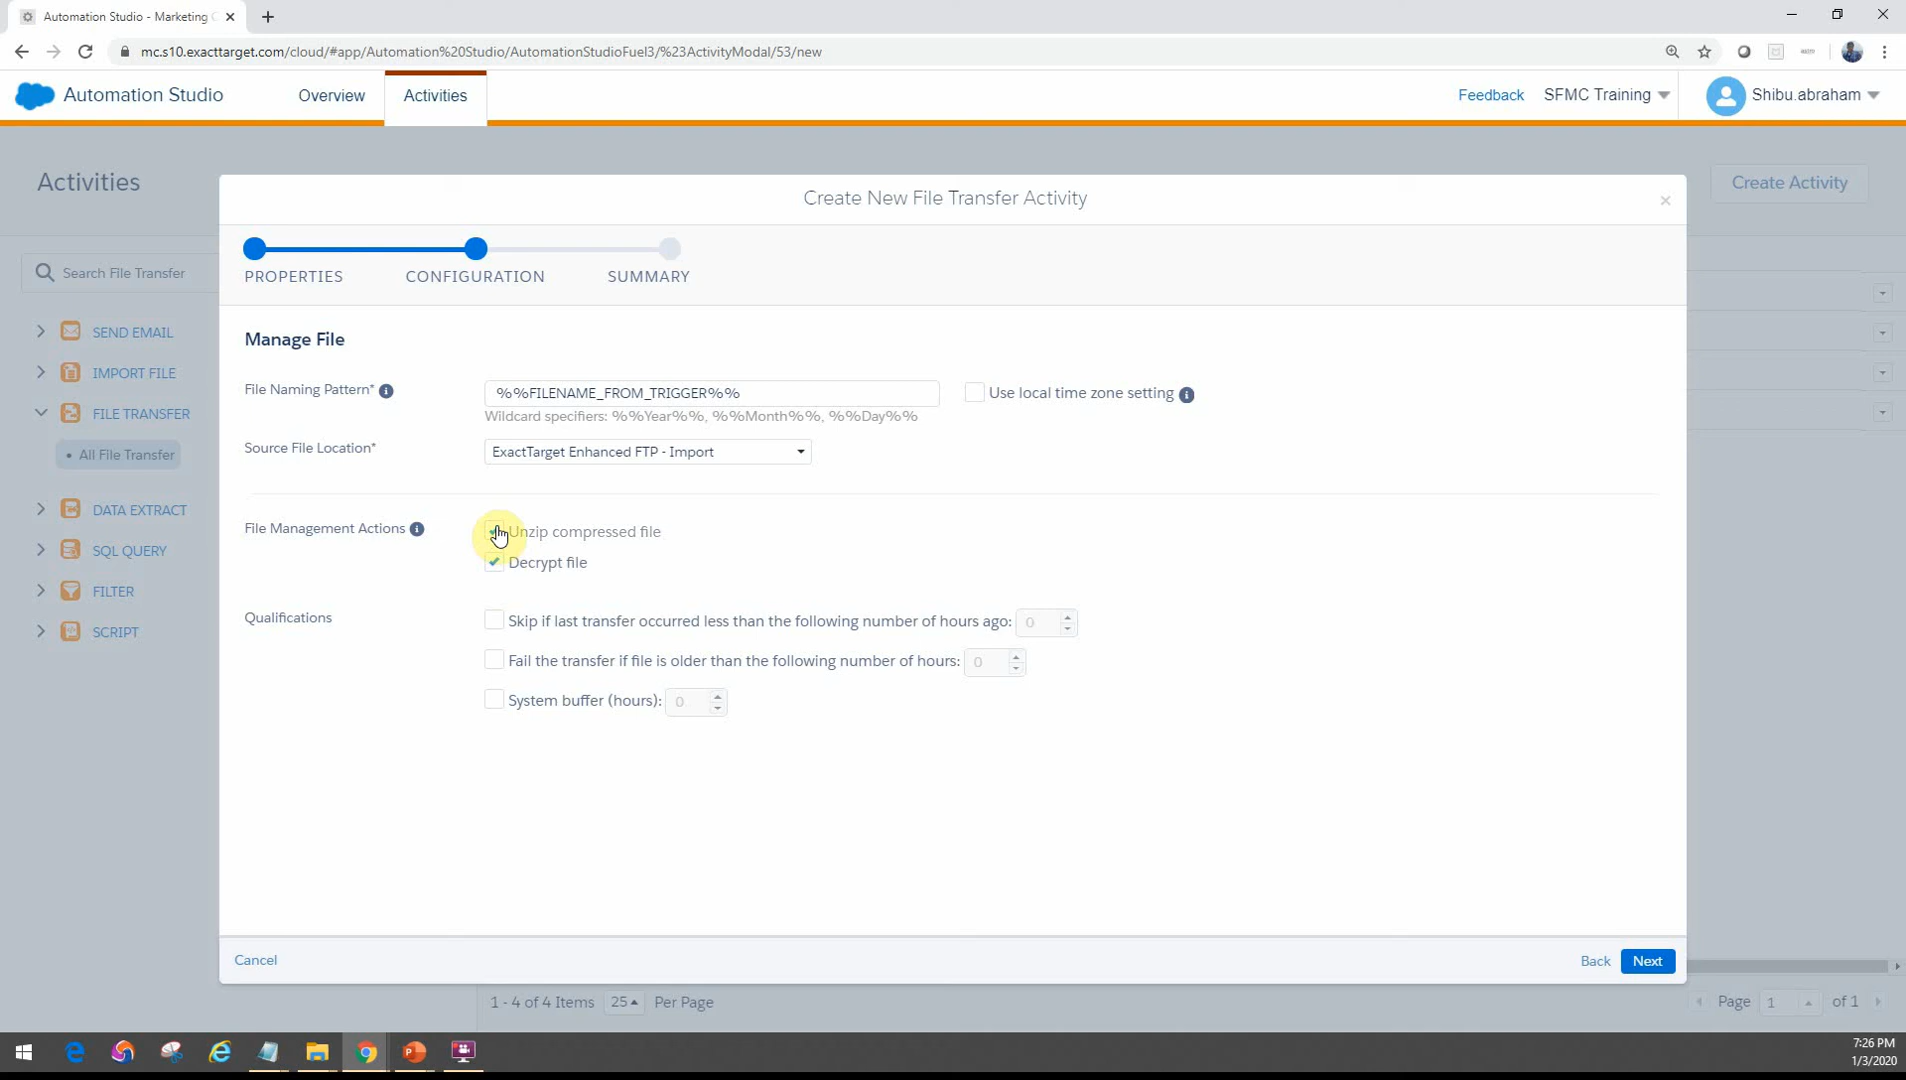 Automation Studio - Marketing C
mc.s10.exacttarget.com/cloud/#app/Automation%20Studio/AutomationStudioFuel3/%23ActivityModal/53/new
Automation Studio
Overview
Activities
Feedback
SFMC Training
Shibu.abraham
Activities
Create Activity
Create New File Transfer Activity
PROPERTIES
CONFIGURATION
SUMMARY
Search File Transfer
SEND EMAIL
IMPORT FILE
FILE TRANSFER
• All File Transfer
DATA EXTRACT
SQL QUERY
FILTER
SCRIPT
Manage File
File Naming Pattern*
%%FILENAME_FROM_TRIGGER%%
Use local time zone setting
Wildcard specifiers: %%Year%%, %%Month%%, %%Day%%
Source File Location*
ExactTarget Enhanced FTP - Import
File Management Actions
Unzip compressed file
Decrypt file
Qualifications
Skip if last transfer occurred less than the following number of hours ago: 0
Fail the transfer if file is older than the following number of hours: 0
System buffer (hours): 0
Cancel
Back
Next
1 - 4 of 4 Items
25
Per Page
Page 1 of 1
7:26 PM
1/3/2020